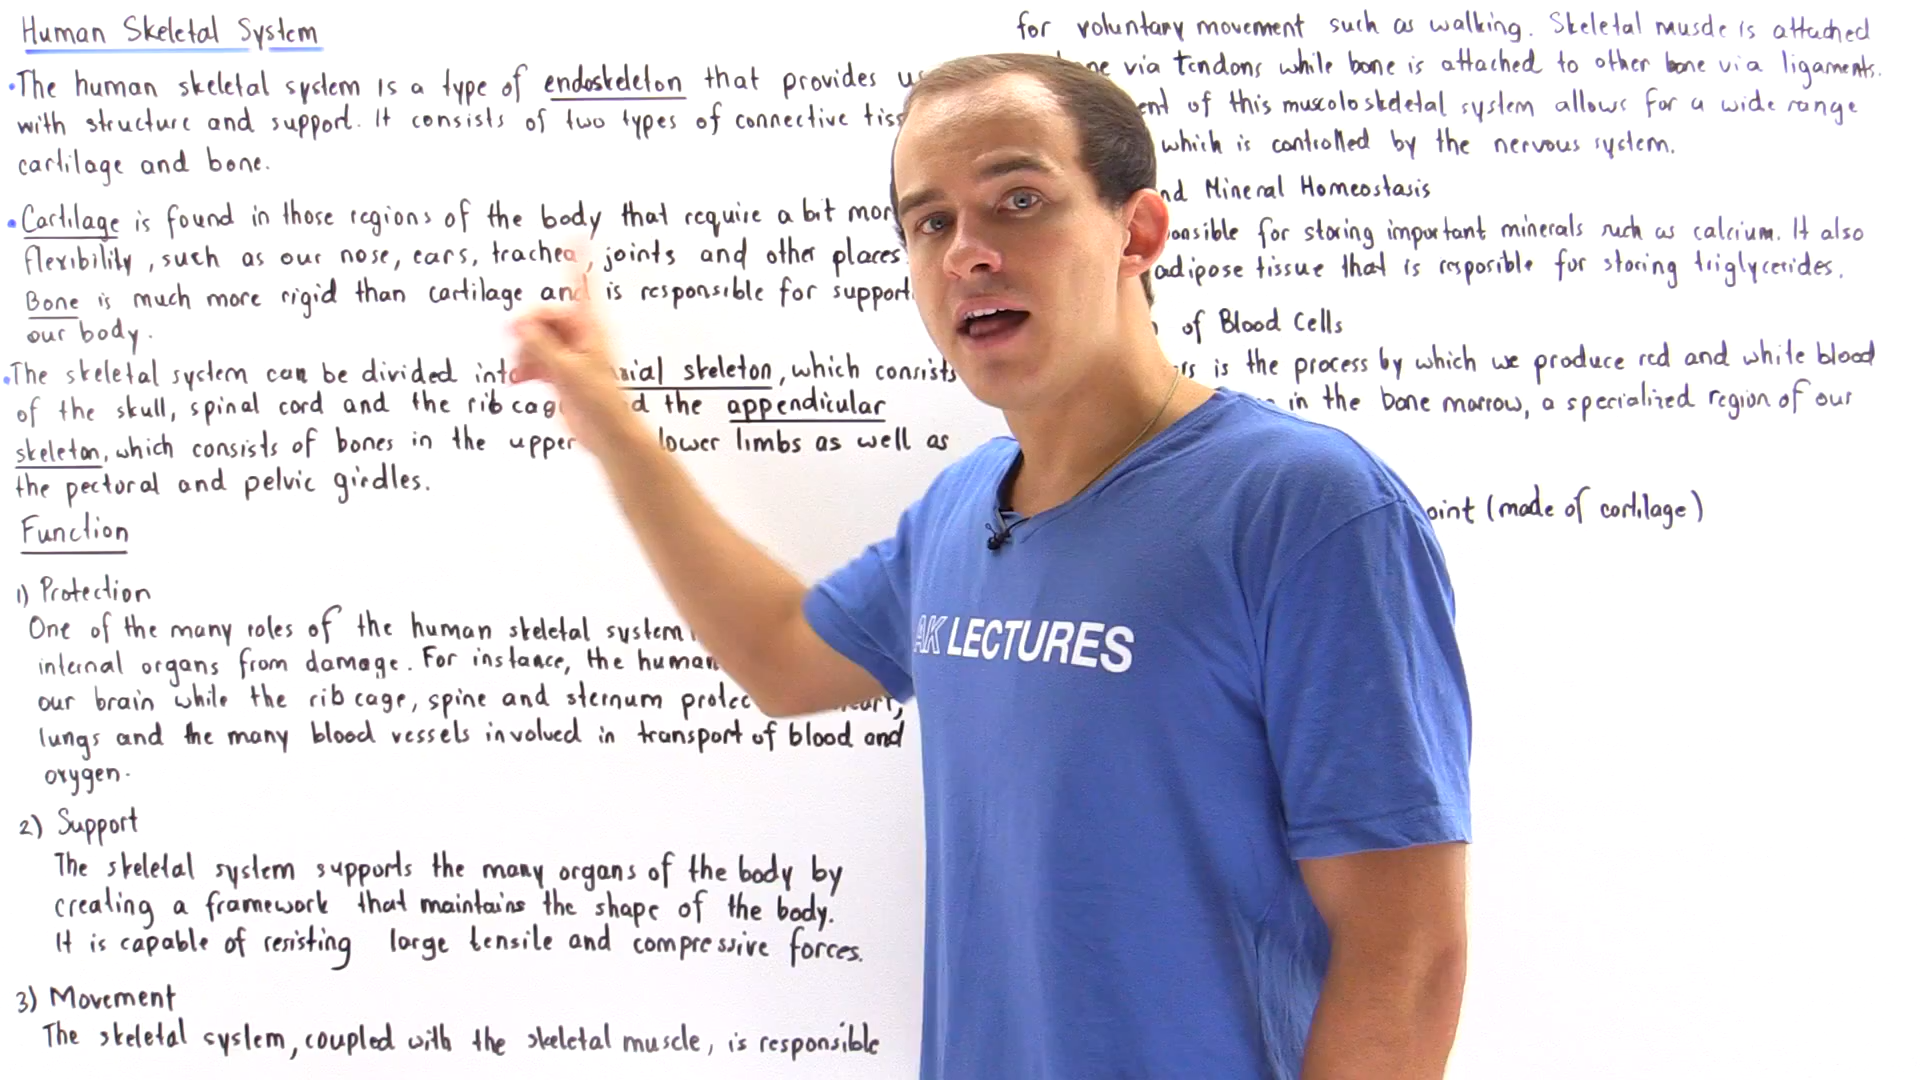 Human Skeletal System
•The human skeletal system is a type of endoskeleton that provides
with structure and support. It consists of two types of connective
cartilage and bone.
•Cartilage is found in those regions of the body that require a bit
flexibility, such as our nose, ears, trachea, joints and other places.
Bone is much more rigid than cartilage and is responsible for
our body.
•The skeletal system can be divided which consists
skeleton,
of the skull, spinal cord and the rib the appendicular
skeleton, which consists of bones in the upper lower limbs as well as
the pectoral and pelvic girdles.
Function
1) Protection
One of the many roles of the human skeletal system
internal organs from damage. For instance, the human
our brain while the rib cage, spine and sternum
lungs and the many blood vessels involved in transport of blood and
oxygen.
2) Support
The skeletal system supports the many organs of the body by
creating a framework that maintains the shape of the body.
It is capable of resisting large tensile and compressive forces.
3) Movement
The skeletal system, coupled with the skeletal muscle, is responsible
for voluntary movement such as walking. Skeletal muscle is attached
via tendons while bone is attached to other bone via ligaments.
of this musculoskeletal system allows for a wide range
which is controlled by the nervous system.
Mineral Homeostasis
for storing important minerals such as calcium. It also
adipose tissue that is resposible for storing triglycerides.
of Blood Cells
is the process by which we produce red and white blood
in the bone marrow, a specialized region of our
(made of cartilage)
AK LECTURES